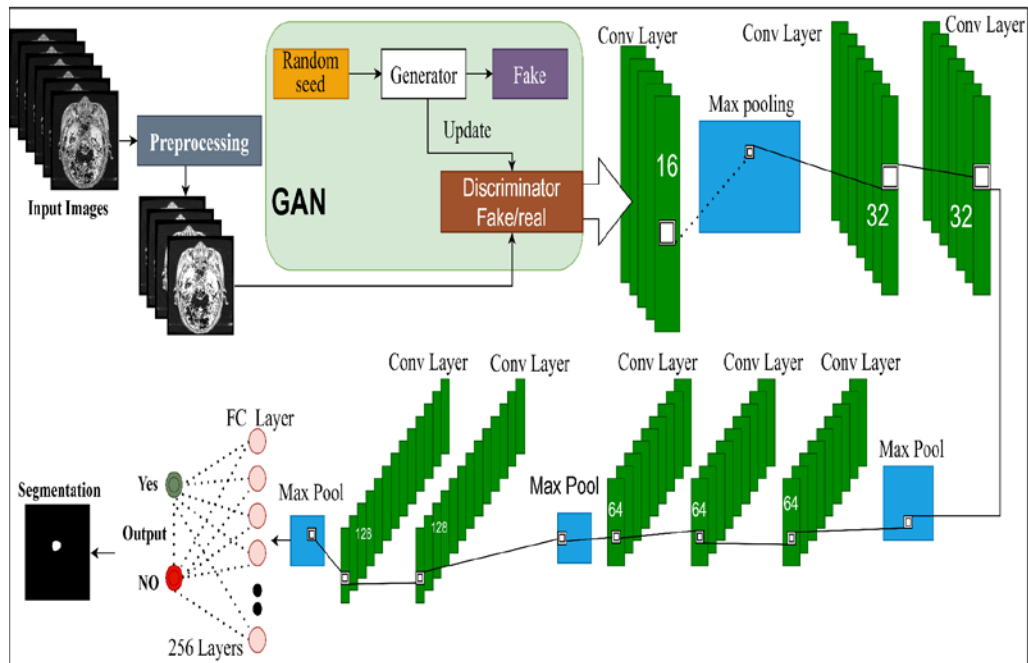 Input Images
Preprocessing
Random
seed
Generator
Fake
Update
GAN
Discriminator
Fake/real
Conv Layer
16
Max pooling
Conv Layer
32
Conv Layer
32
Max Pool
Conv Layer
64
Conv Layer
64
Conv Layer
64
Max Pool
Conv Layer
128
Conv Layer
128
Max Pool
FC Layer
256 Layers
Yes
Output
NO
Segmentation